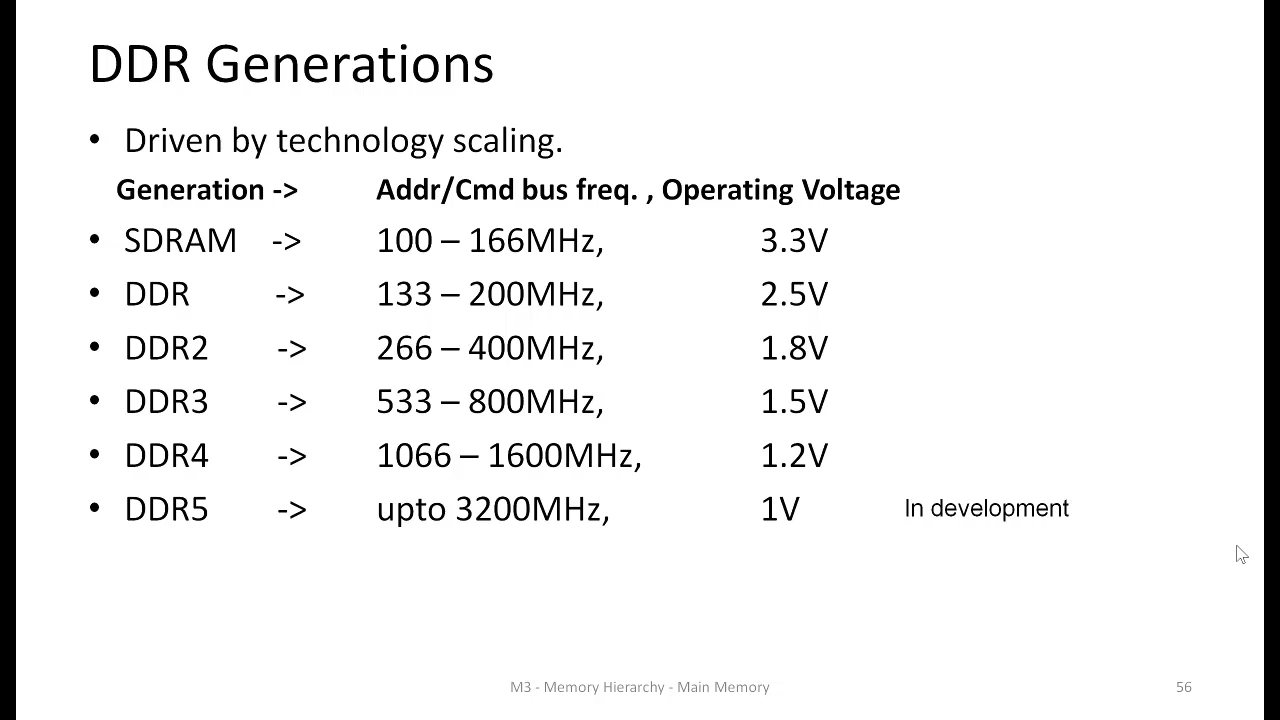 DDR Generations
• Driven by technology scaling.
Generation -> Addr/Cmd bus freq. , Operating Voltage
• SDRAM -> 100 – 166MHz, 3.3V
• DDR -> 133 – 200MHz, 2.5V
• DDR2 -> 266 – 400MHz, 1.8V
• DDR3 -> 533 – 800MHz, 1.5V
• DDR4 -> 1066 – 1600MHz, 1.2V
• DDR5 -> upto 3200MHz, 1V In development
M3 - Memory Hierarchy - Main Memory 56